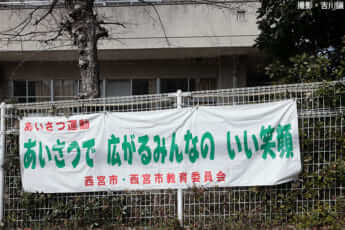 撮影・吉川 
あいさつ運動
あいさつで 広がるみんなの いい笑顔
西宮市・西宮市教育委員会